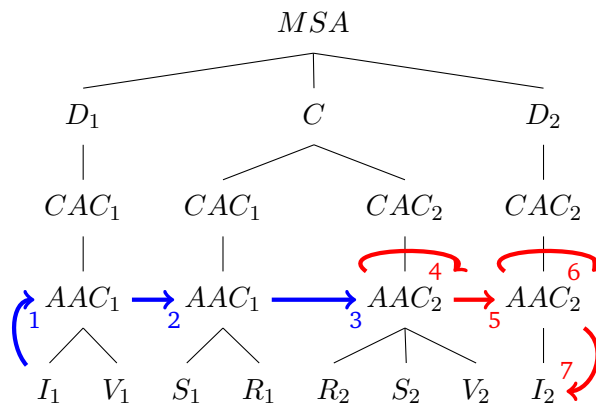 MSA
D₁ C D₂
CAC₁ CAC₁ CAC₂ CAC₂
4 6
AAC₁ AAC₁ AAC₂ AAC₂
1 2 3 5
7
I₁ V₁ S₁ R₁ R₂ S₂ V₂ I₂